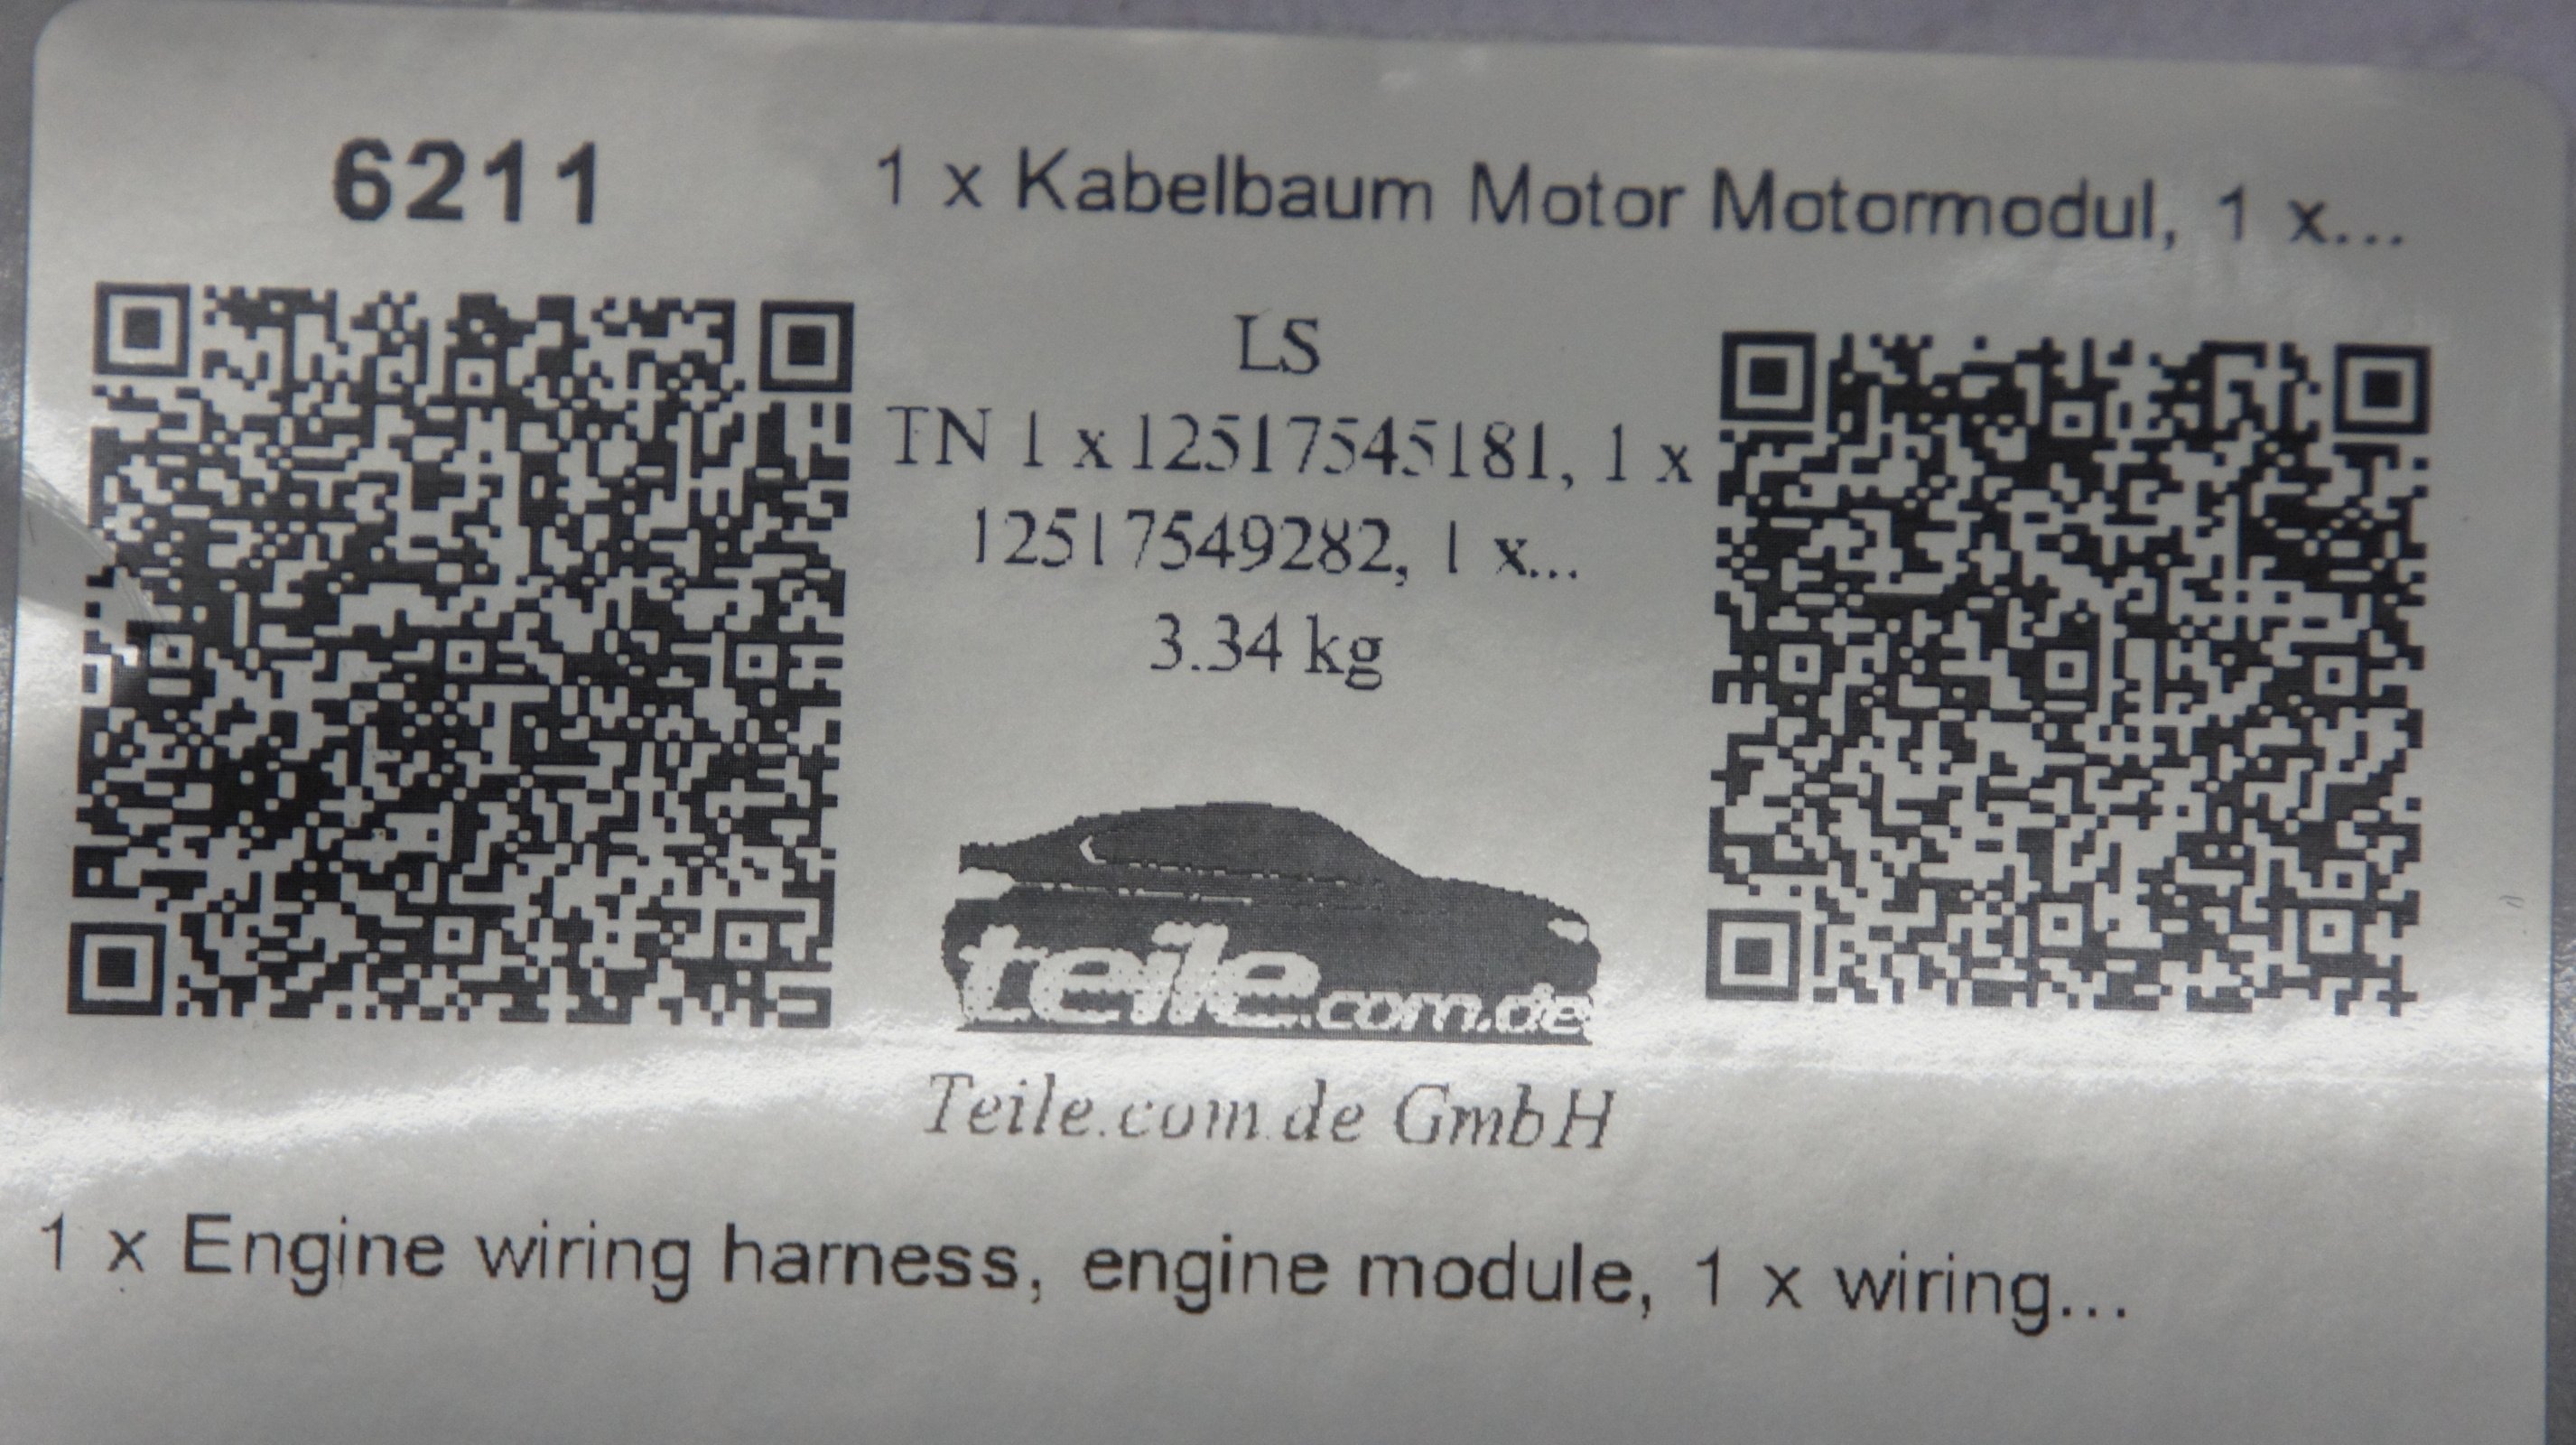 6211
1 x Kabelbaum Motor Motormodul, 1 x...
LS
TN 1 x 12517545181, 1 x
12517549282, 1 x...
3.34 kg
teile.com.de
Teile.com.de GmbH
1 x Engine wiring harness, engine module, 1 x wiring...